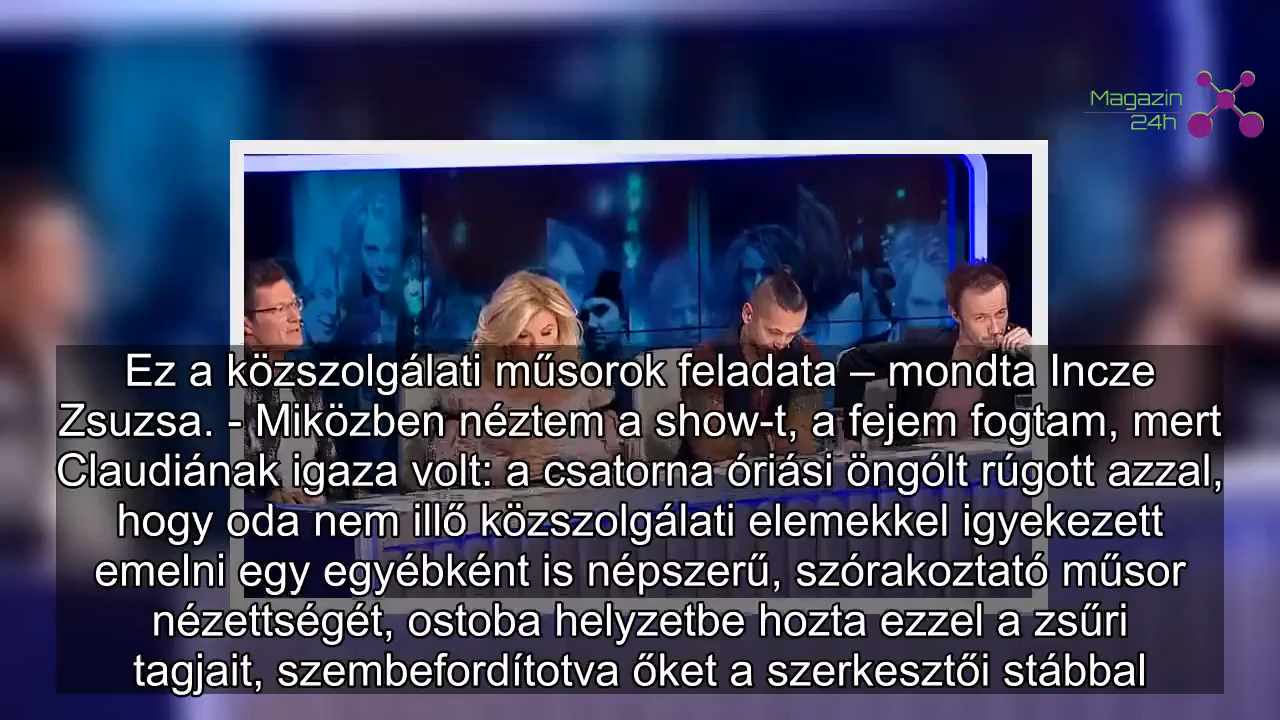 Magazin
24h
Ez a közszolgálati műsorok feladata – mondta Incze
Zsuzsa. - Miközben néztem a show-t, a fejem fogtam, mert
Claudiának igaza volt: a csatorna óriási öngólt rúgott azzal,
hogy oda nem illő közszolgálati elemekkel igyekezett
emelni egy egyébként is népszerű, szórakoztató műsor
nézettségét, ostoba helyzetbe hozta ezzel a zsűri
tagjait, szembefordítotva őket a szerkesztői stábbal